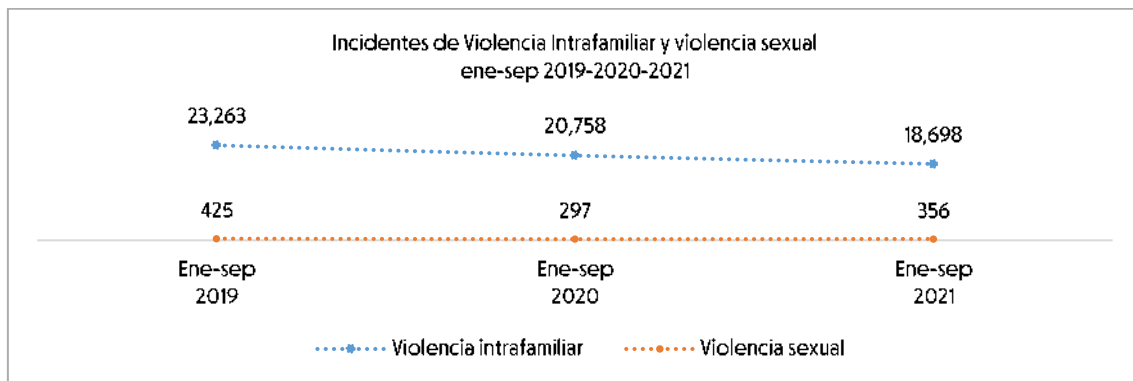 Incidentes de Violencia Intrafamiliar y violencia sexual
ene-sep 2019-2020-2021
23,263
20,758
18,698
425
297
356
Ene-sep
2019
Ene-sep
2020
Ene-sep
2021
Violencia intrafamiliar
Violencia sexual